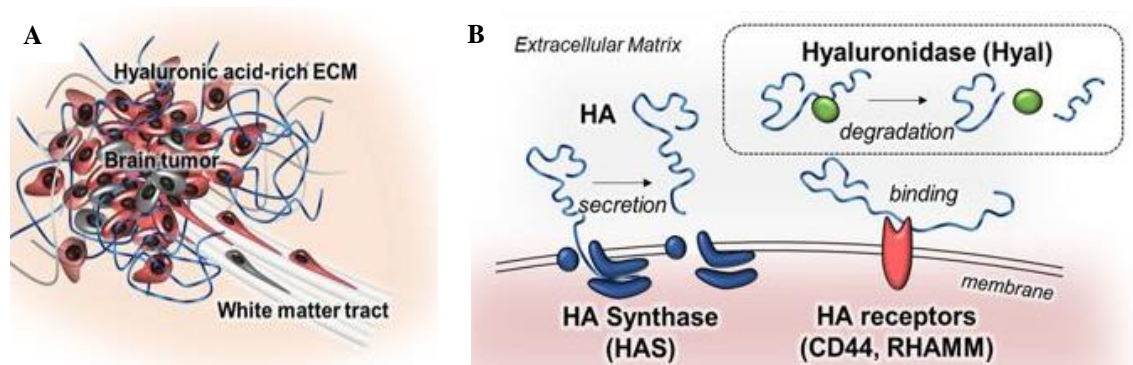 A
Hyaluronic acid-rich ECM
Brain tumor
White matter tract
B
Extracellular Matrix
Hyaluronidase (Hyal)
degradation
HA
secretion
binding
membrane
HA Synthase
(HAS)
HA receptors
(CD44, RHAMM)